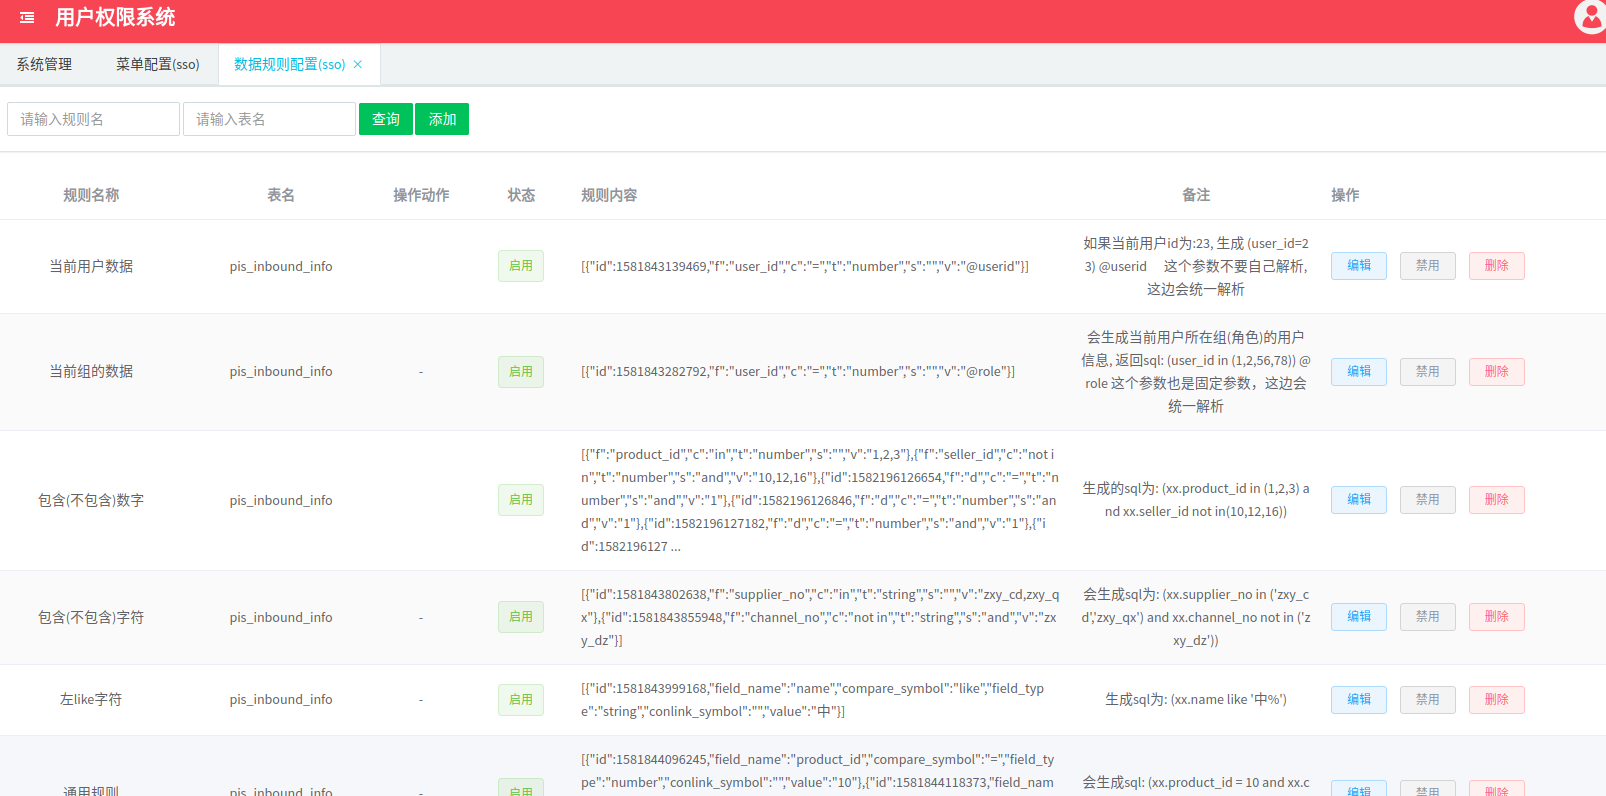 用户权限系统
系统管理 菜单配置(sso) 数据规则配置(sso) ×
请输入规则名 请输入表名 查询 添加
规则名称 表名 操作动作 状态 规则内容 备注 操作
当前用户数据 pis_inbound_info 启用 [{"id":1581843139469,"f":"user_id","c":"=","t":"number","s":"","v":"@userid"}]
如果当前用户id为:23, 生成 (user_id=2
3) @userid 这个参数不要自己解析,
这边会统一解析
编辑 禁用 删除
当前组的数据 pis_inbound_info - 启用 [{"id":1581843282792,"f":"user_id","c":"=","t":"number","s":"","v":"@role"}]
会生成当前用户所在组(角色)的用户
信息, 返回sql: (user_id in (1,2,56,78)) @
role 这个参数也是固定参数，这边会
统一解析
编辑 禁用 删除
包含(不包含)数字 pis_inbound_info 启用
[{"f":"product_id","c":"in","t":"number","s":"","v":"1,2,3"},{"f":"seller_id","c":"not i
n","t":"number","s":"and","v":"10,12,16"},{"id":1582196126654,"f":"d","c":"=","t":"n
umber","s":"and","v":"1"},{"id":1582196126846,"f":"d","c":"=","t":"number","s":"an
d","v":"1"},{"id":1582196127182,"f":"d","c":"=","t":"number","s":"and","v":"1"},{"i
d":1582196127 ...
生成的sql为: (xx.product_id in (1,2,3) a
nd xx.seller_id not in(10,12,16))
编辑 禁用 删除
包含(不包含)字符 pis_inbound_info - 启用
[{"id":1581843802638,"f":"supplier_no","c":"in","t":"string","s":"","v":"zxy_cd,zxy_q
x"},{"id":1581843855948,"f":"channel_no","c":"not in","t":"string","s":"and","v":"zx
y_dz"}]
会生成sql为: (xx.supplier_no in ('zxy_c
d','zxy_qx') and xx.channel_no not in ('z
xy_dz'))
编辑 禁用 删除
左like字符 pis_inbound_info - 启用
[{"id":1581843999168,"field_name":"name","compare_symbol":"like","field_typ
e":"string","conlink_symbol":"","value":"中"}]
生成sql为: (xx.name like '中%')
编辑 禁用 删除
通用规则 pis_inbound_info - 启用
[{"id":1581844096245,"field_name":"product_id","compare_symbol":"=","field_ty
pe":"number","conlink_symbol":"","value":"10"},{"id":1581844118373,"field_nam
会生成sql: (xx.product_id = 10 and xx.c
编辑 禁用 删除